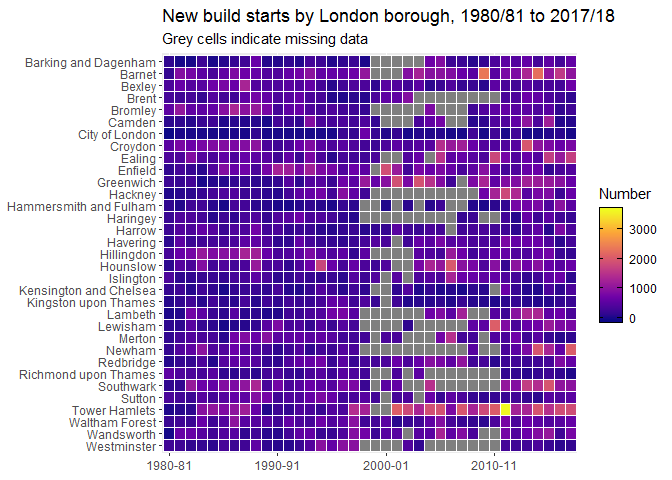 New build starts by London borough, 1980/81 to 2017/18
Grey cells indicate missing data
Barking and Dagenham
Barnet
Bexley
Brent
Bromley
Camden
City of London
Croydon
Ealing
Enfield
Greenwich
Hackney
Hammersmith and Fulham
Haringey
Harrow
Havering
Hillingdon
Hounslow
Islington
Kensington and Chelsea
Kingston upon Thames
Lambeth
Lewisham
Merton
Newham
Redbridge
Richmond upon Thames
Southwark
Sutton
Tower Hamlets
Waltham Forest
Wandsworth
Westminster
1980-81
1990-91
2000-01
2010-11
Number
3000
2000
1000
0